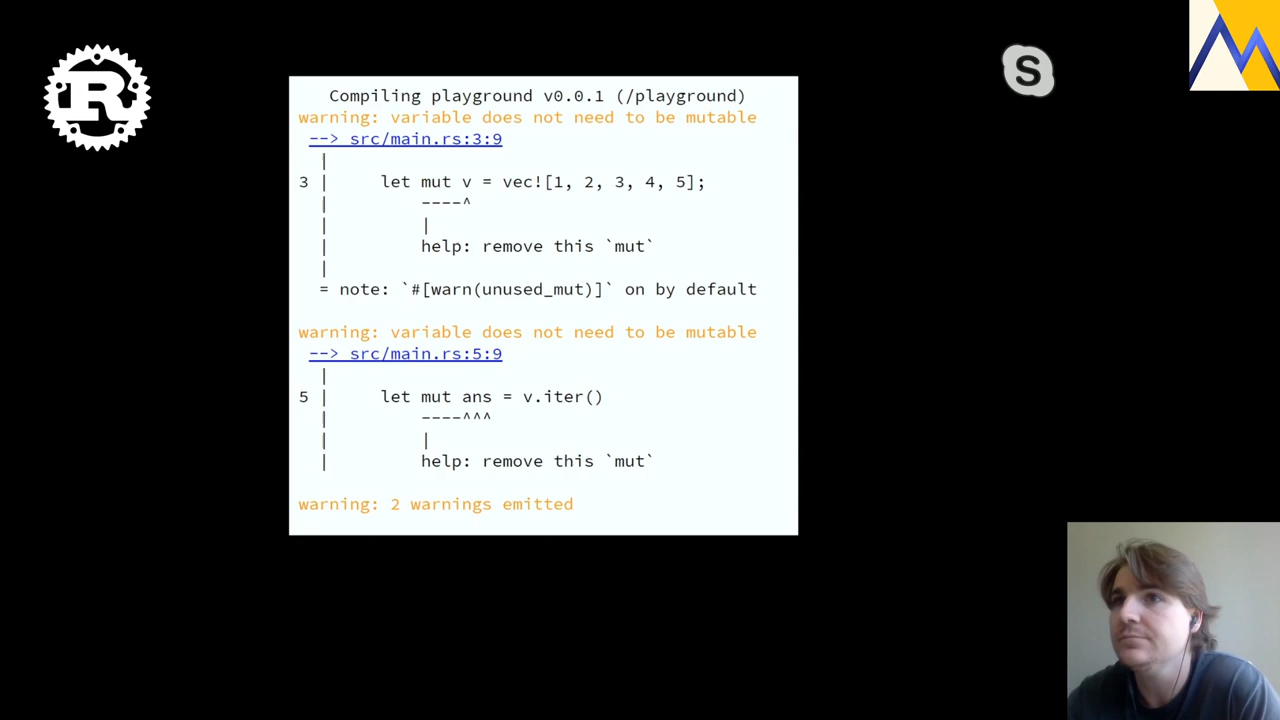 R
S
Compiling playground v0.0.1 (/playground)
warning: variable does not need to be mutable
--> src/main.rs:3:9
|
3 | let mut v = vec![1, 2, 3, 4, 5];
| ----^
| |
| help: remove this `mut`
|
= note: `#[warn(unused_mut)]` on by default
warning: variable does not need to be mutable
--> src/main.rs:5:9
|
5 | let mut ans = v.iter()
| ----^^^
| |
| help: remove this `mut`
warning: 2 warnings emitted